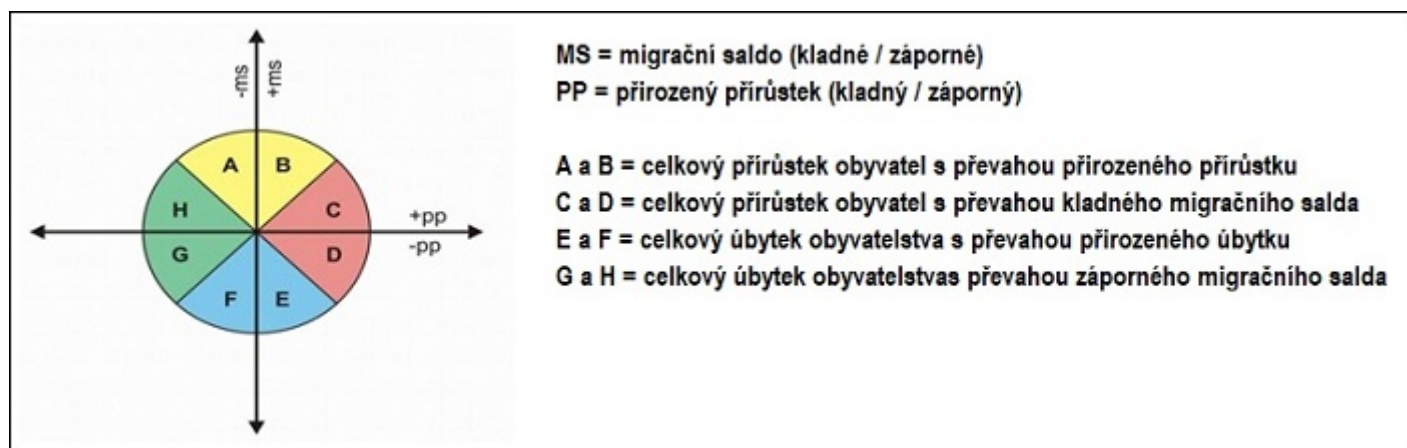 -ms
+ms
A
B
H
C
+pp
-pp
G
D
F
E
MS = migrační saldo (kladné / záporné)
PP = přirozený přírůstek (kladný / záporný)
A a B = celkový přírůstek obyvatel s převahou přirozeného přírůstku
C a D = celkový přírůstek obyvatel s převahou kladného migračního salda
E a F = celkový úbytek obyvatelstva s převahou přirozeného úbytku
G a H = celkový úbytek obyvatelstvas převahou záporného migračního salda